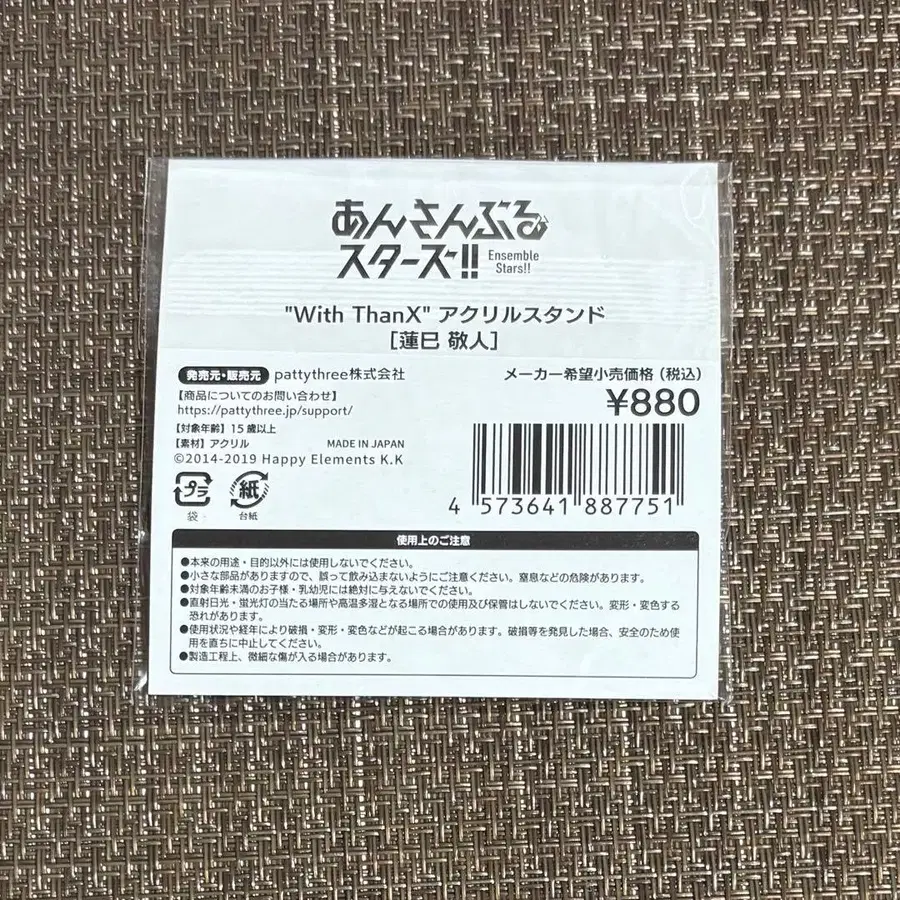 あんさんぶる
スターズ!!
Ensemble
Stars!!
"With ThanX" アクリルスタンド
[蓮巳 敬人]
発売元・販売元 pattythree株式会社
【商品についてのお問い合わせ】
https://pattythree.jp/support/
【対象年齢】15歳以上
【素材】アクリル MADE IN JAPAN
©2014-2019 Happy Elements K.K
プラ
袋
紙
台紙
メーカー希望小売価格(税込)
¥880
4 573641 887751
使用上のご注意
●本来の用途・目的以外には使用しないでください。
●小さな部品がありますので、誤って飲み込まないようにご注意ください。窒息などの危険があります。
●対象年齢未満のお子様・乳幼児には絶対に与えないでください。
●直射日光・蛍光灯の当たる場所や高温多湿となる場所での使用及び保管はしないでください。変形・変色する
恐れがあります。
●使用状況や経年により破損・変形・変色などが起こる場合があります。破損等を発見した場合、安全のため使
用を直ちに中止してください。
●製造工程上、微細な傷が入る場合があります。